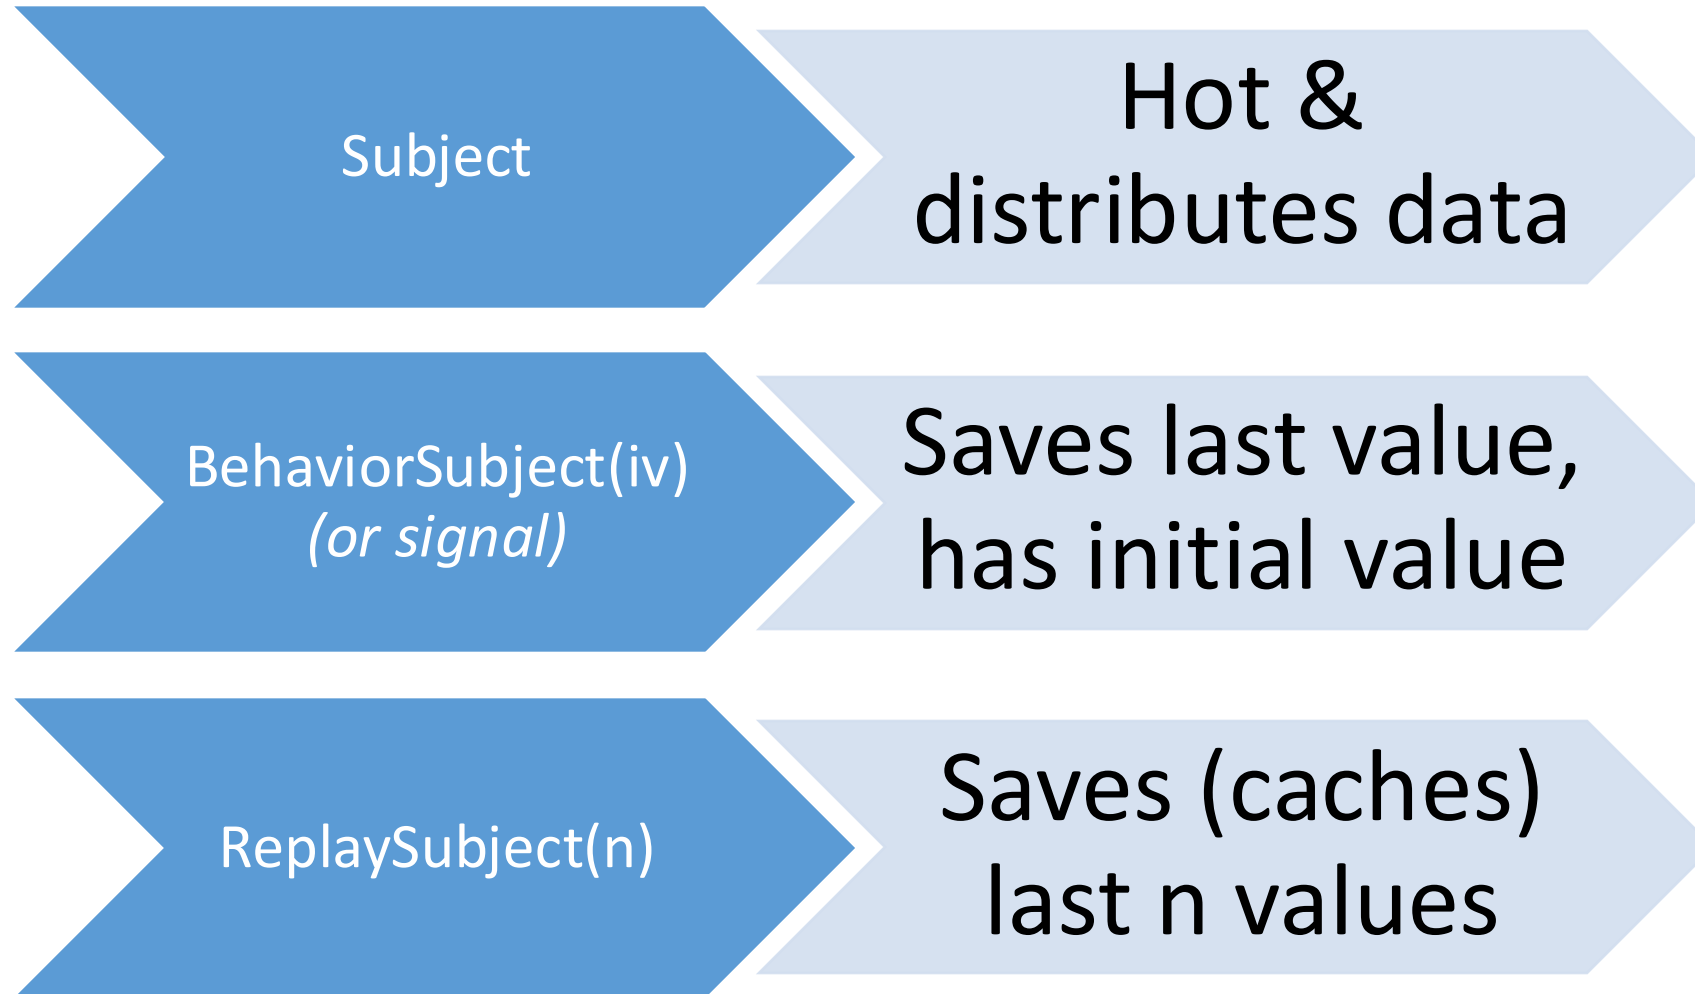 Subject
Hot &
distributes data
BehaviorSubject(iv)
(or signal)
Saves last value,
has initial value
ReplaySubject(n)
Saves (caches)
last n values